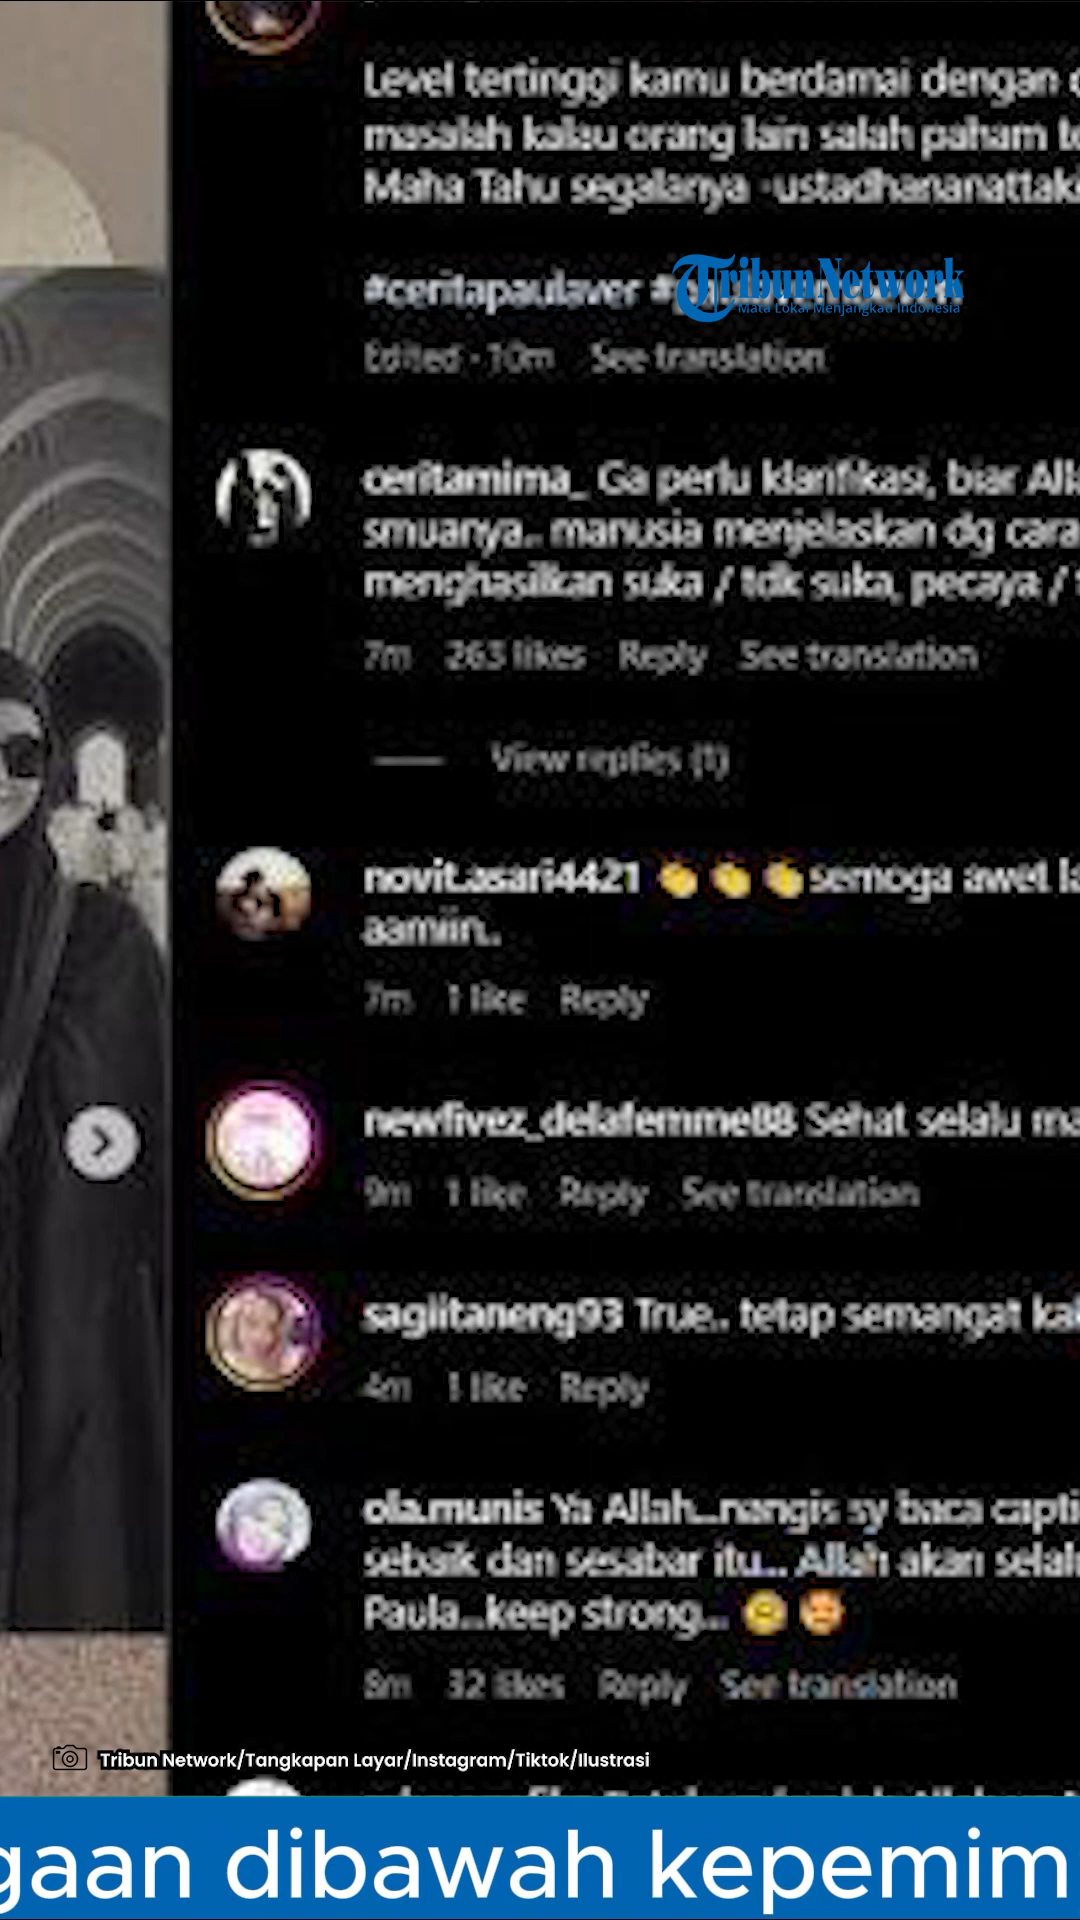 Level tertinggi kamu berdamai dengan
masalah kalau orang lain salah paham
Maha Tahu segalanya -ustadhananattaki
TribunNetwork
Mata Lokal Menjangkau Indonesia
#ceritapaulaver
Edited · 10m See translation
ceritamima_ Ga perlu klarifikasi, biar
smuanya.. manusia menjelaskan dg cara
menghasilkan suka / tdk suka, pecaya /
7m 263 likes Reply See translation
View replies (1)
novit.asari4421 👏👏👏semoga awet
aamiin..
7m 1 like Reply
newfivez_delafemme88 Sehat selalu
9m 1 like Reply See translation
sagiitaneng93 True.. tetap semangat
4m 1 like Reply
ola.munis Ya Allah...nangis sy baca
sebaik dan sesabar itu... Allah akan
Paula...keep strong...
8m 32 likes Reply See translation
Tribun Network/Tangkapan Layar/Instagram/Tiktok/Ilustrasi
gaan dibawah kepemim